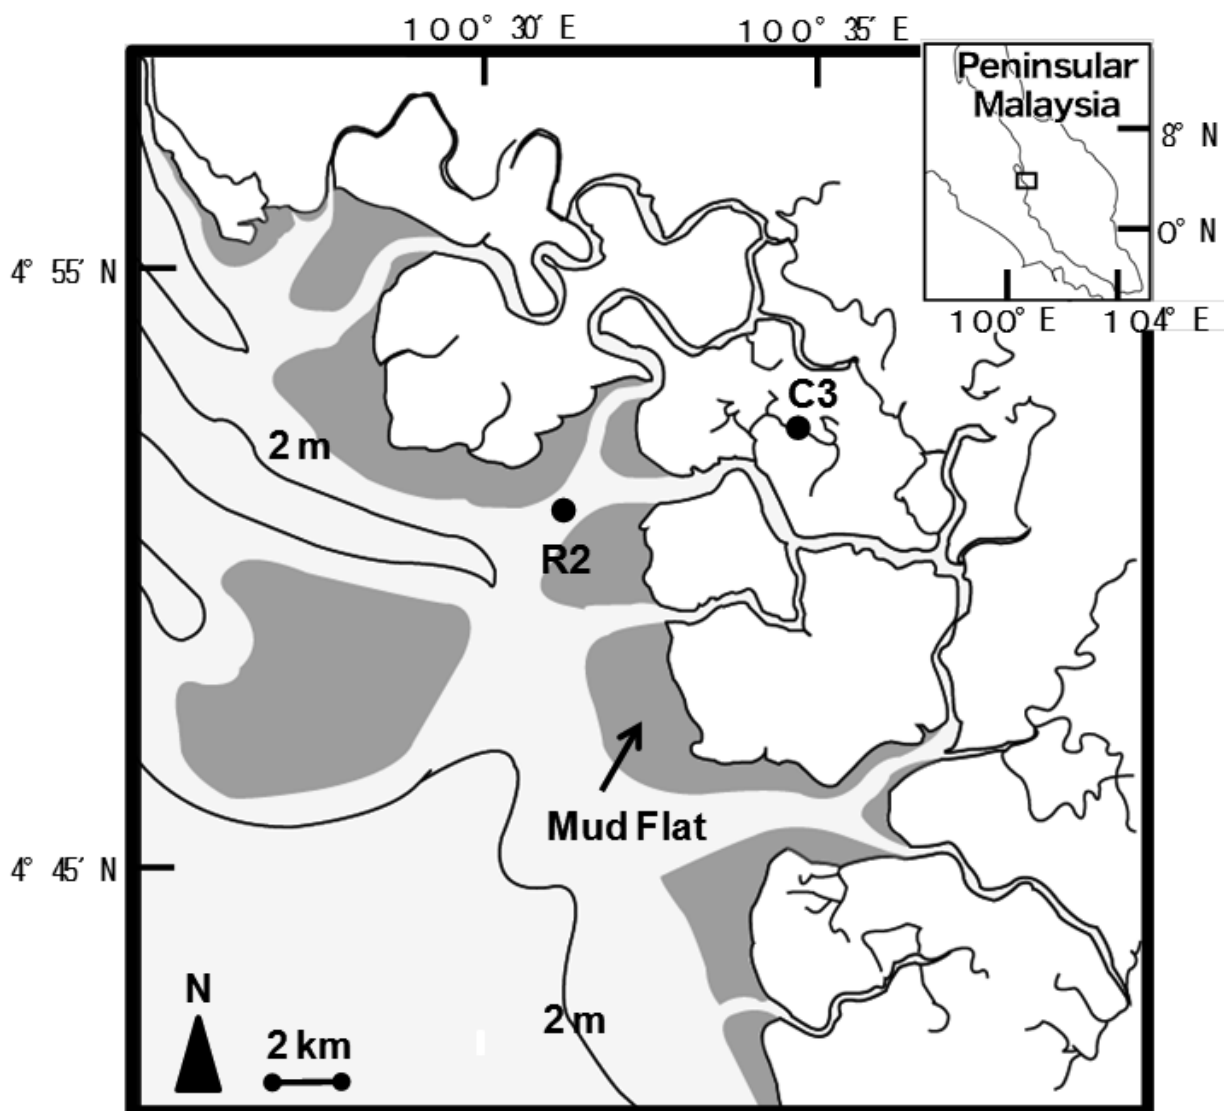 100° 30′ E
100° 35′ E
Peninsular
Malaysia
8° N
0° N
100° E
104° E
4° 55′ N
C3
2 m
R2
Mud Flat
4° 45′ N
N
2 m
2 km